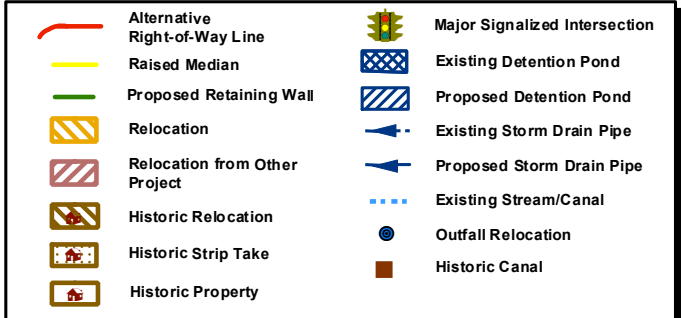 Alternative
Right-of-Way Line
Raised Median
Proposed Retaining Wall
Relocation
Relocation from Other
Project
Historic Relocation
Historic Strip Take
Historic Property
Major Signalized Intersection
Existing Detention Pond
Proposed Detention Pond
Existing Storm Drain Pipe
Proposed Storm Drain Pipe
Existing Stream/Canal
Outfall Relocation
Historic Canal